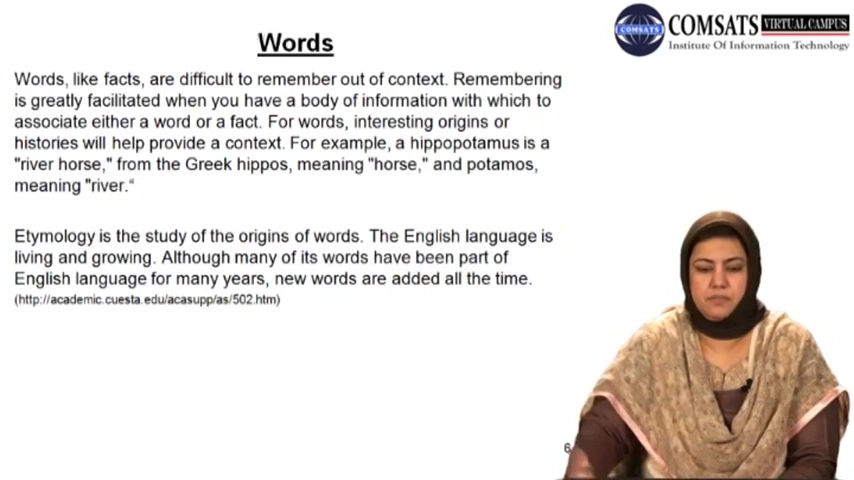 Words
COMSATS VIRTUAL CAMPUS
Institute Of Information Technology
Words, like facts, are difficult to remember out of context. Remembering
is greatly facilitated when you have a body of information with which to
associate either a word or a fact. For words, interesting origins or
histories will help provide a context. For example, a hippopotamus is a
"river horse," from the Greek hippos, meaning "horse," and potamos,
meaning "river."
Etymology is the study of the origins of words. The English language is
living and growing. Although many of its words have been part of
English language for many years, new words are added all the time.
(http://academic.cuesta.edu/acasupp/as/502.htm)
6